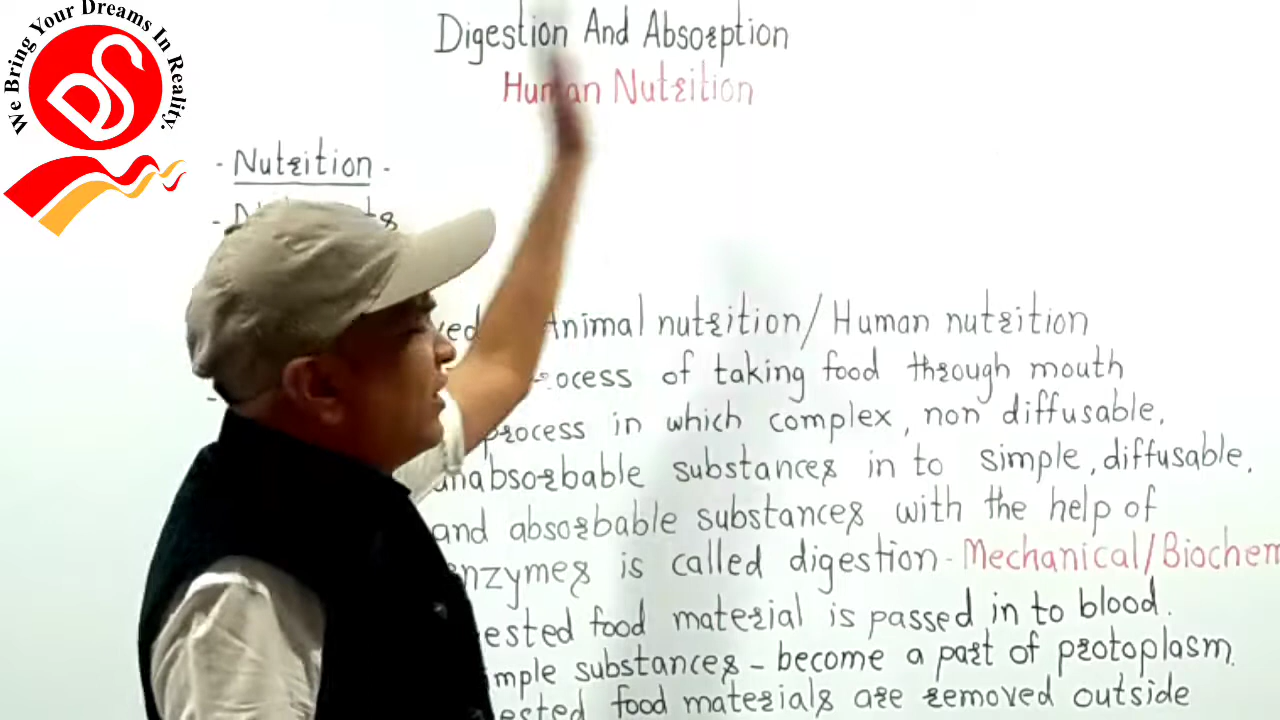 We Bring Your Dreams In Reality.
DS
Digestion And Absorption
Human Nutrition
- Nutrition -
Animal nutrition/Human nutrition
process of taking food through mouth
process in which complex, non diffusable,
unabsorbable substances in to simple, diffusable,
and absorbable substances with the help of
enzymes is called digestion - Mechanical/Biochem
food material is passed in to blood.
substances - become a part of protoplasm.
food materials are removed outside